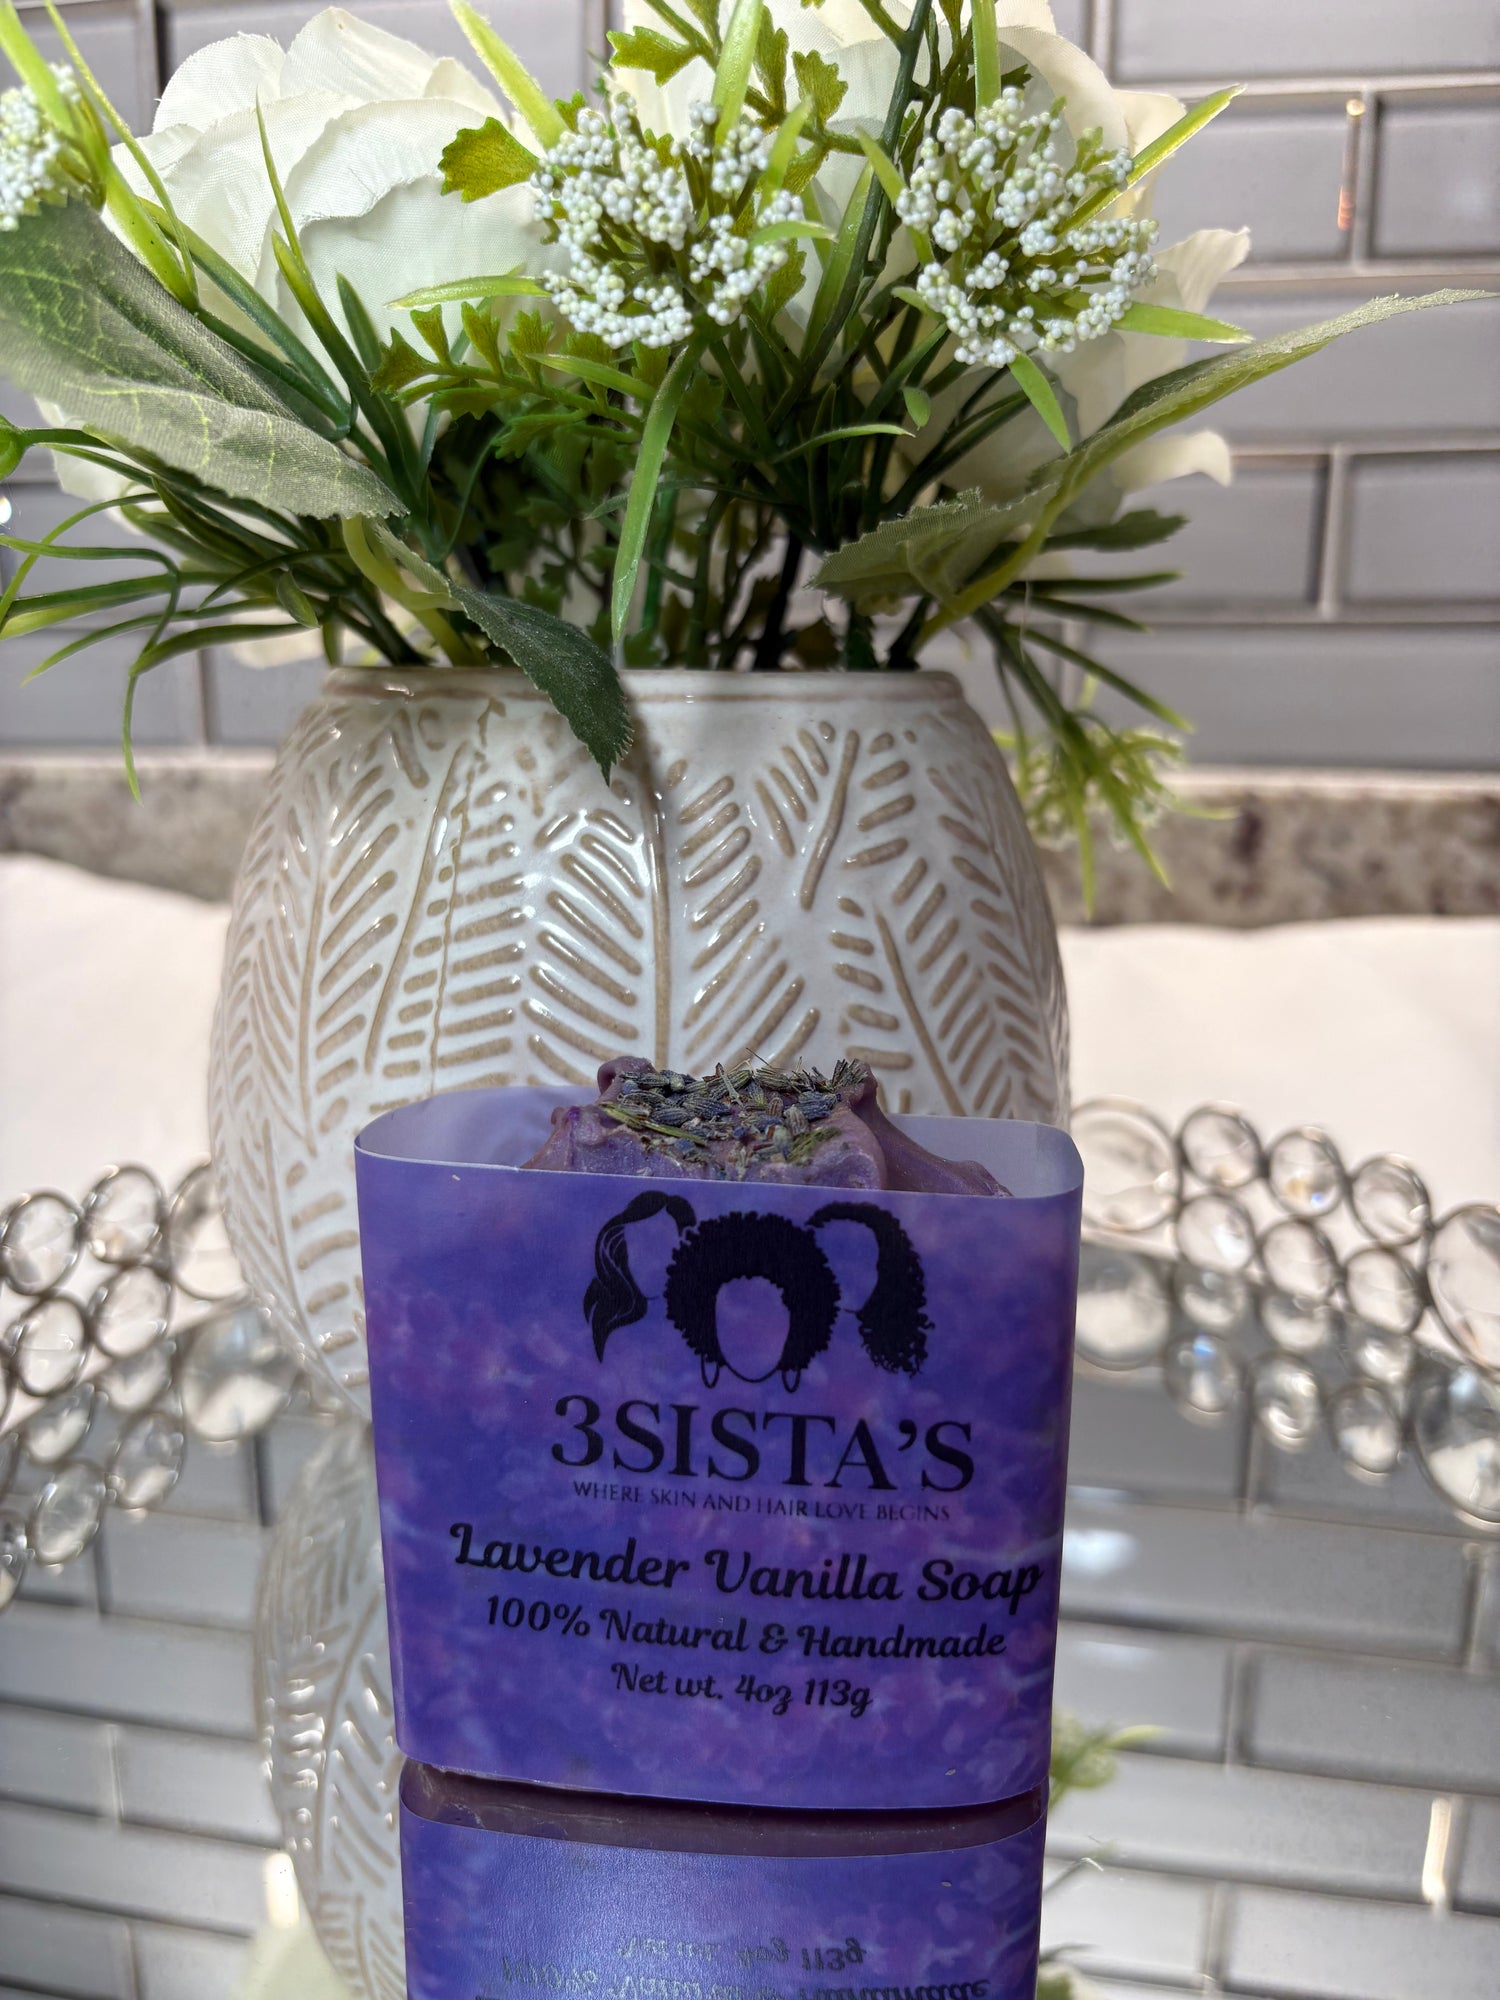 3SISTA'S
WHERE SKIN AND HAIR LOVE BEGINS
Lavender Vanilla Soap
100% Natural & Handmade
Net wt. 4oz 113g